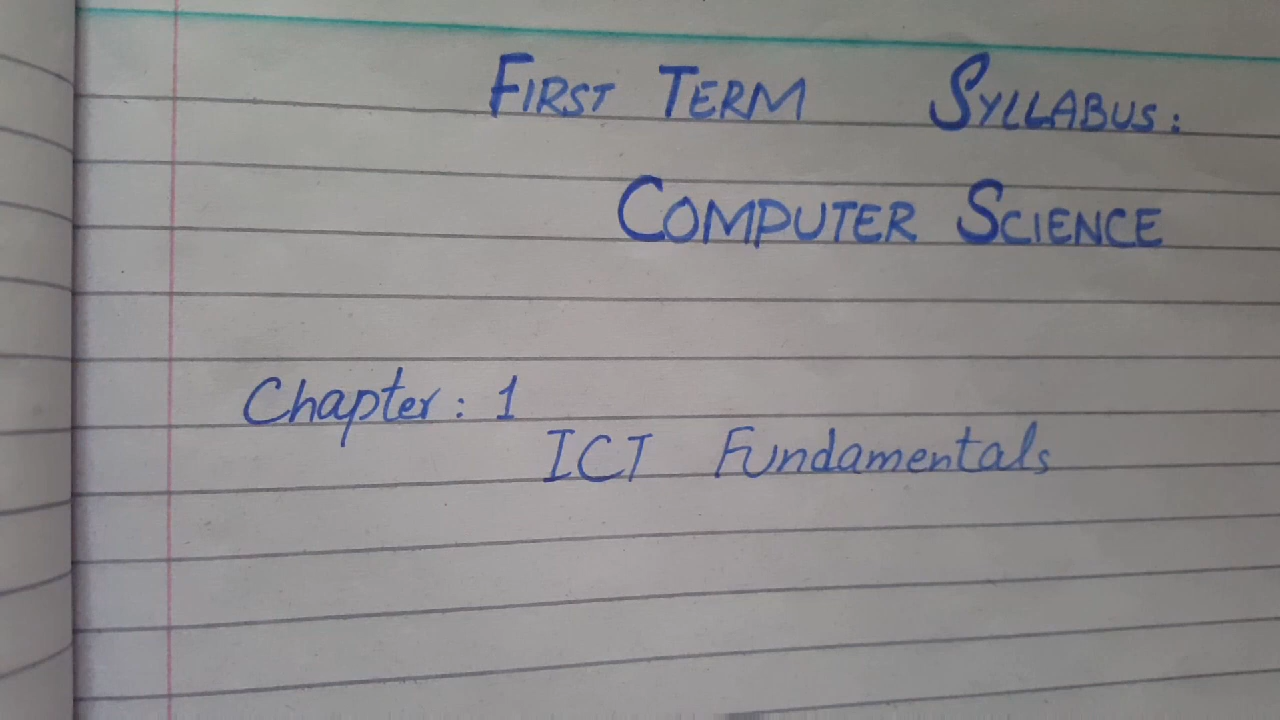 FIRST TERM SYLLABUS:
COMPUTER SCIENCE
Chapter: 1
ICT Fundamentals